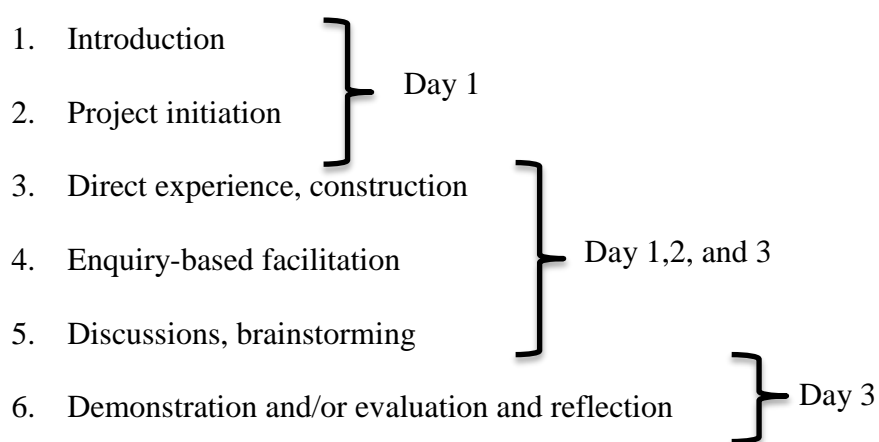 1. Introduction
Day 1
2. Project initiation
3. Direct experience, construction
4. Enquiry-based facilitation
Day 1,2, and 3
5. Discussions, brainstorming
6. Demonstration and/or evaluation and reflection
Day 3